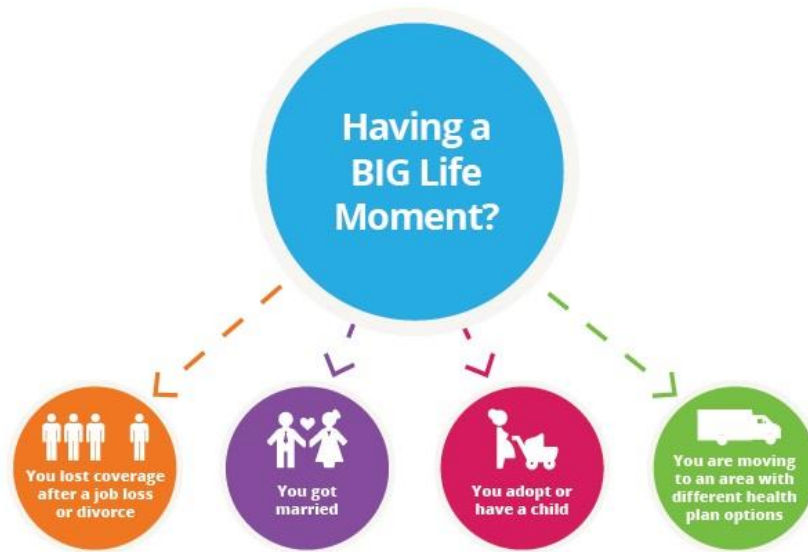 Having a
BIG Life
Moment?
You lost coverage
after a job loss
or divorce
You got
married
You adopt or
have a child
You are moving
to an area with
different health
plan options